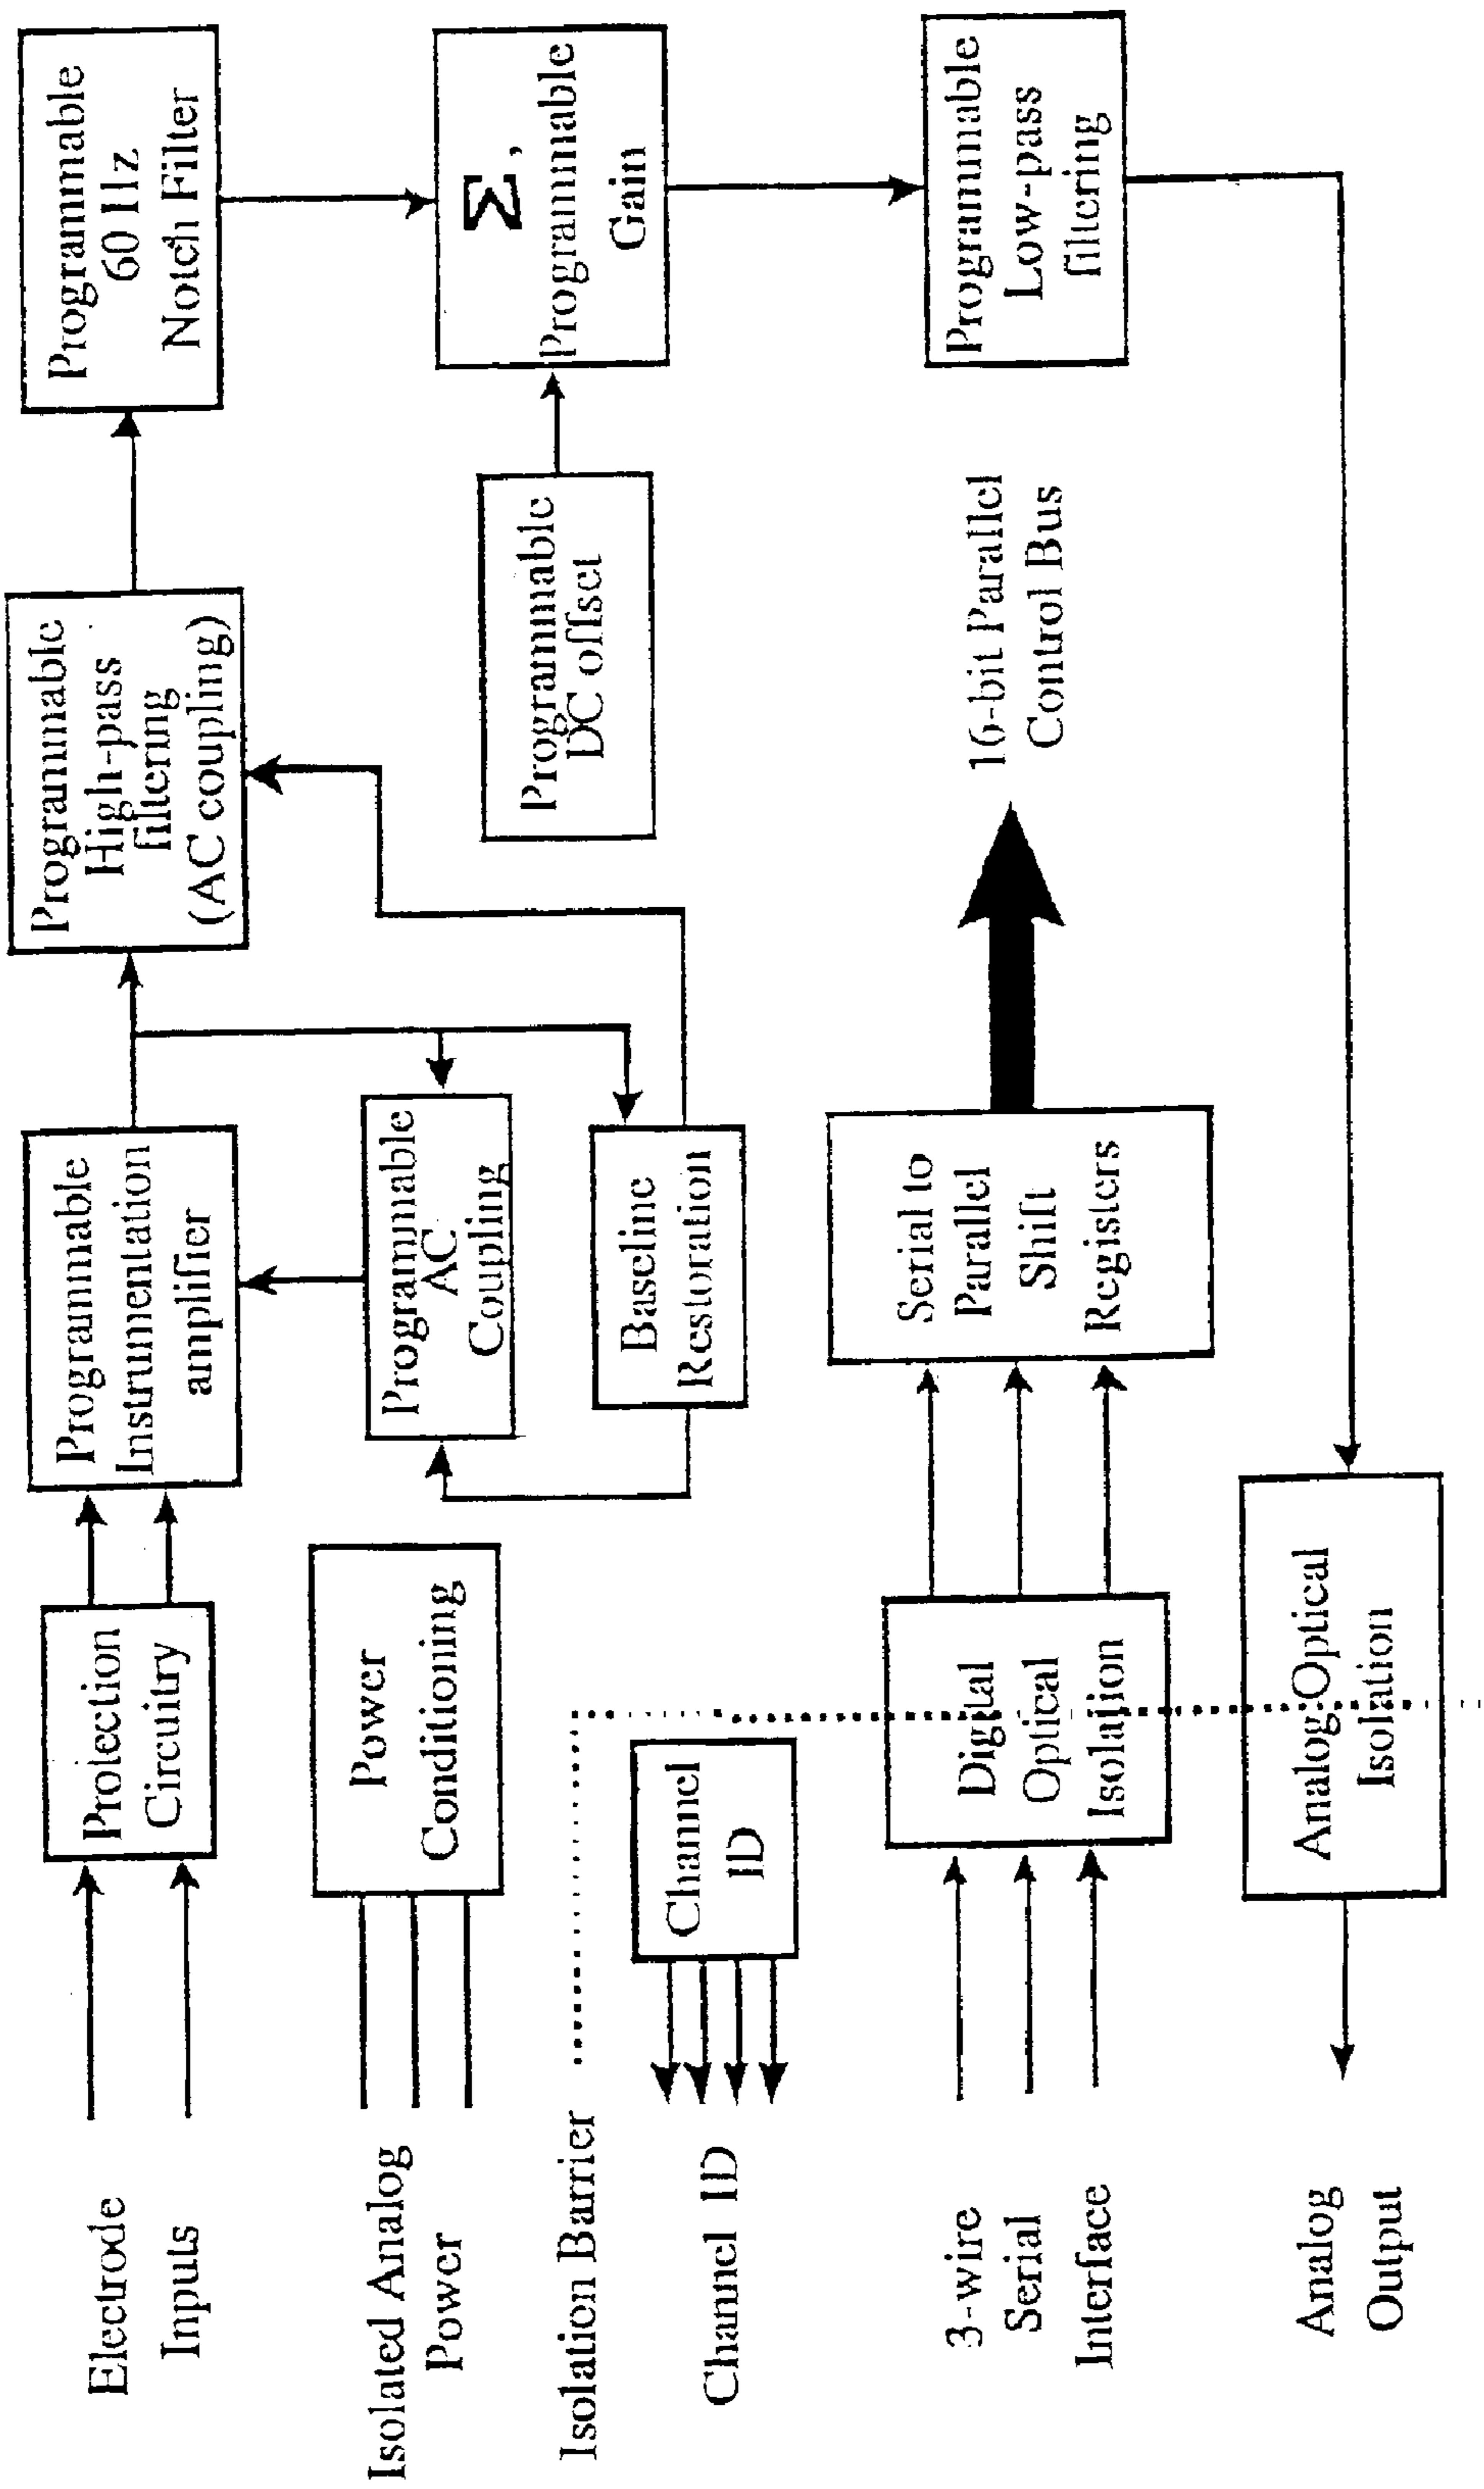 Electrode
Inputs
Protection
Circuitry
Programmable
Instrumentation
amplifier
Programmable
High-pass
filtering
(AC coupling)
Programmable
60 Hz
Notch Filter
Isolated Analog
Power
Power
Conditioning
Programmable
AC
Coupling
Baseline
Restoration
Programmable
DC offset
Σ,
Programmable
Gain
Isolation Barrier
Channel ID
Channel
ID
3-wire
Serial
Interface
Digital
Optical
Isolation
Serial to
Parallel
Shift
Registers
16-bit Parallel
Control Bus
Programmable
Low-pass
filtering
Analog
Output
Analog Optical
Isolation